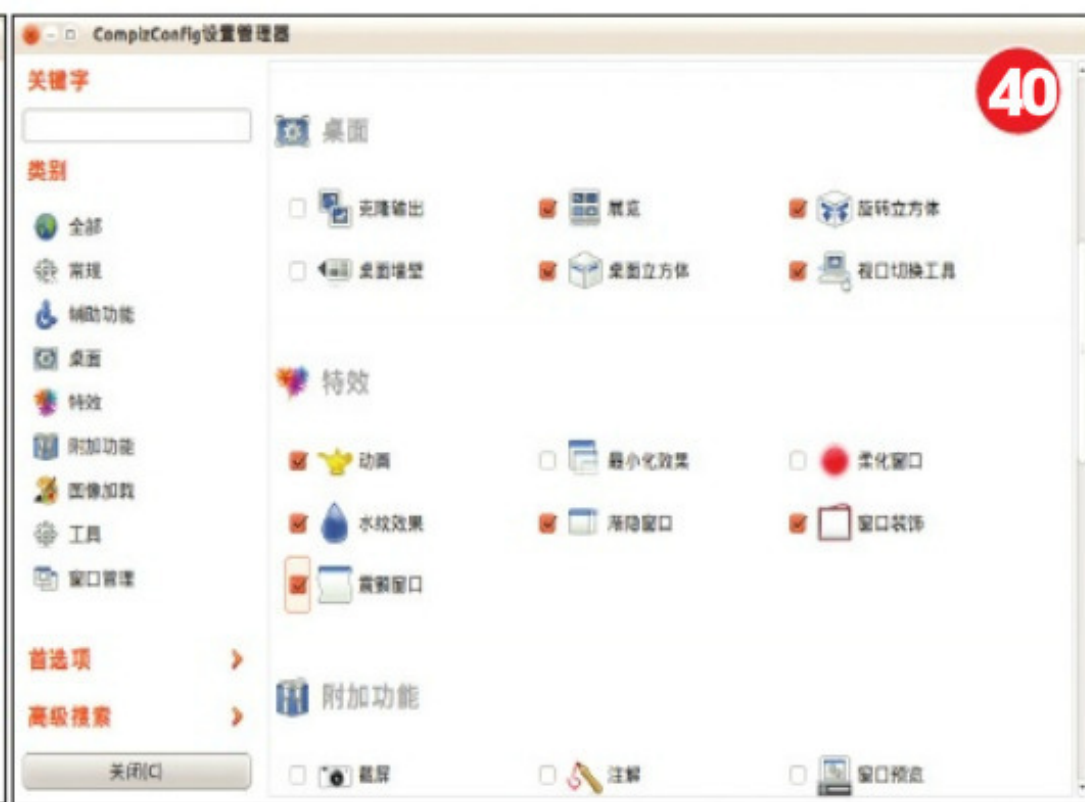 CompizConfig设置管理器
40
关键字
类别
全部
常规
辅助功能
桌面
特效
附加功能
图像加载
工具
窗口管理
首选项
高级搜索
关闭(C)
桌面
克隆输出 展览 旋转立方体
桌面墙壁 桌面立方体 视口切换工具
特效
动画 最小化效果 柔化窗口
水纹效果 渐隐窗口 窗口装饰
震颤窗口
附加功能
截屏 注解 窗口预览